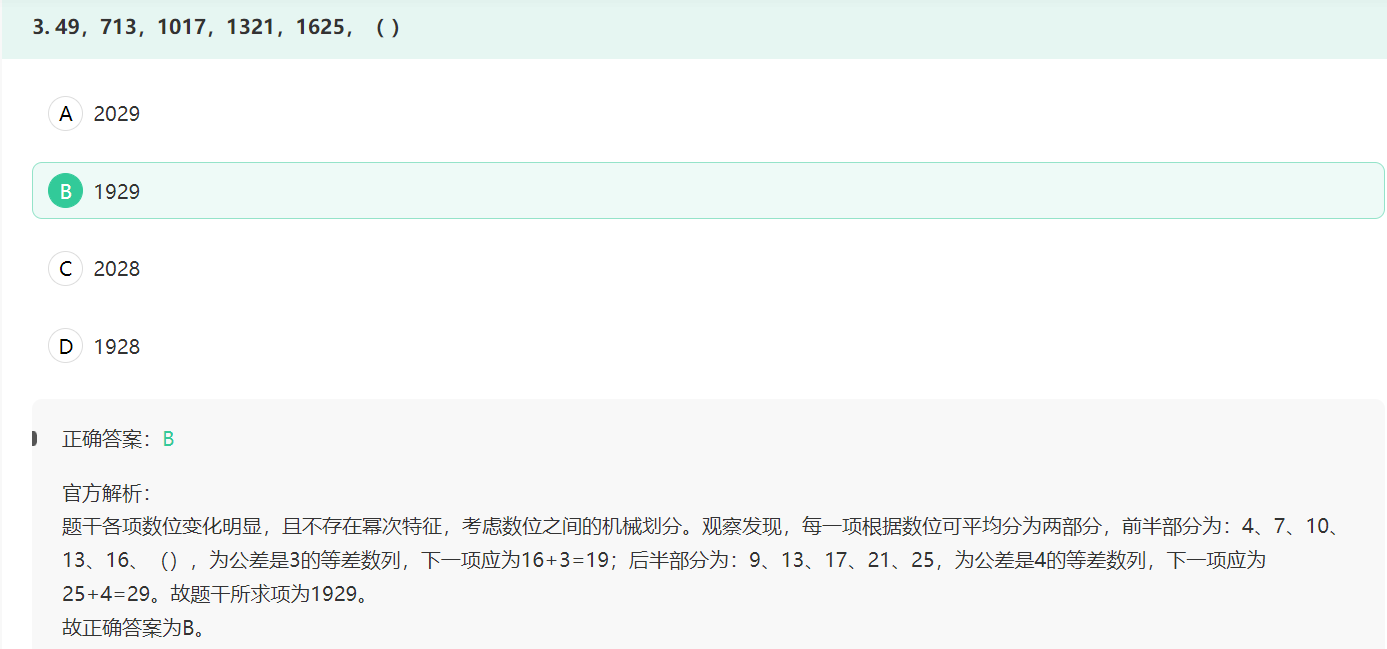 3. 49，713，1017，1321，1625，（ ）
A 2029
B 1929
C 2028
D 1928
正确答案：B
官方解析：
题干各项数位变化明显，且不存在幂次特征，考虑数位之间的机械划分。观察发现，每一项根据数位可平均分为两部分，前半部分为：4、7、10、
13、16、（），为公差是3的等差数列，下一项应为16+3=19；后半部分为：9、13、17、21、25，为公差是4的等差数列，下一项应为
25+4=29。故题干所求项为1929。
故正确答案为B。